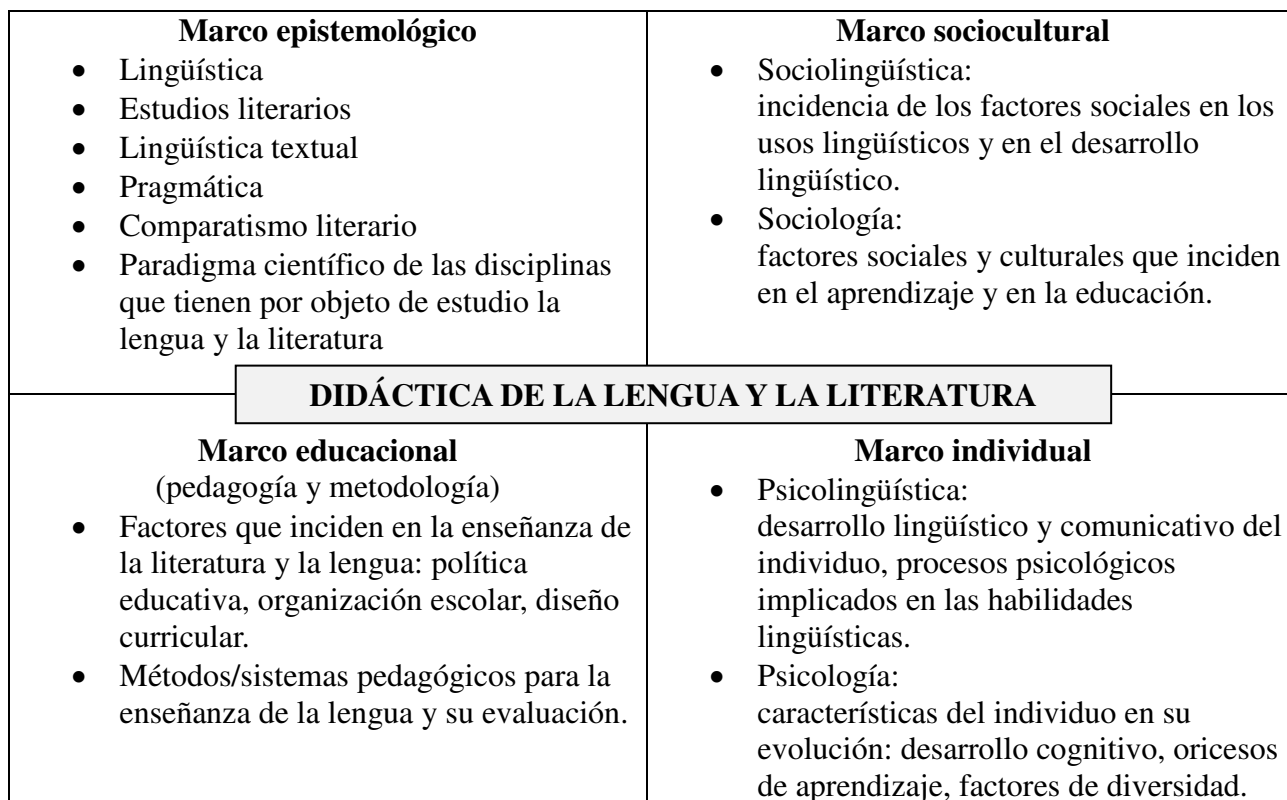 Marco epistemológico
• Lingüística
• Estudios literarios
• Lingüística textual
• Pragmática
• Comparatismo literario
• Paradigma científico de las disciplinas
que tienen por objeto de estudio la
lengua y la literatura
Marco sociocultural
• Sociolingüística:
incidencia de los factores sociales en los
usos lingüísticos y en el desarrollo
lingüístico.
• Sociología:
factores sociales y culturales que inciden
en el aprendizaje y en la educación.
DIDÁCTICA DE LA LENGUA Y LA LITERATURA
Marco educacional
(pedagogía y metodología)
• Factores que inciden en la enseñanza de
la literatura y la lengua: política
educativa, organización escolar, diseño
curricular.
• Métodos/sistemas pedagógicos para la
enseñanza de la lengua y su evaluación.
Marco individual
• Psicolingüística:
desarrollo lingüístico y comunicativo del
individuo, procesos psicológicos
implicados en las habilidades
lingüísticas.
• Psicología:
características del individuo en su
evolución: desarrollo cognitivo, oricesos
de aprendizaje, factores de diversidad.